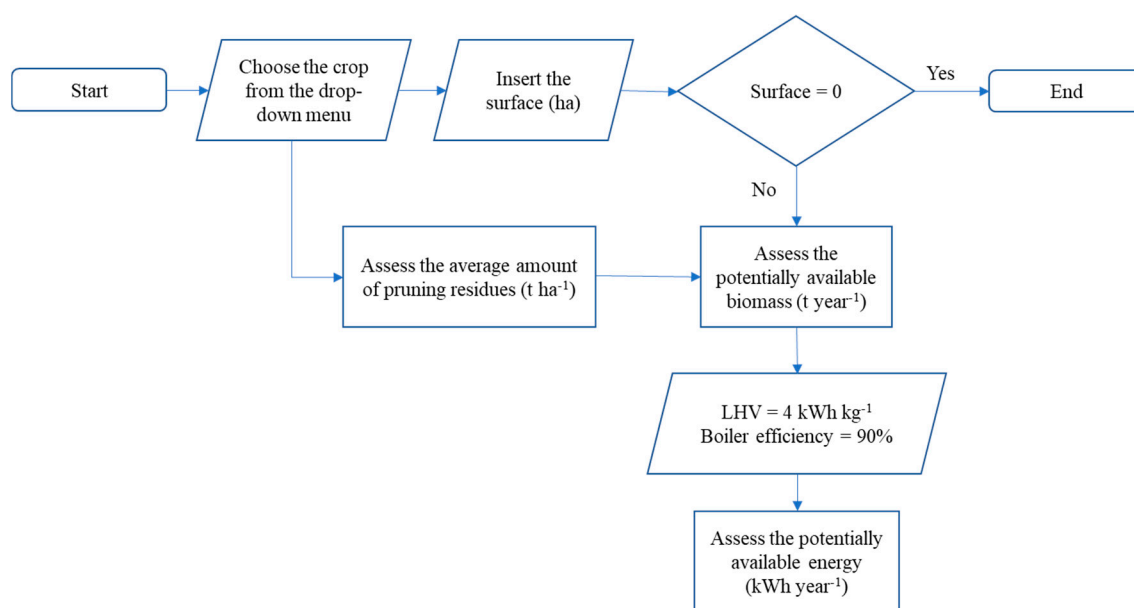 Start
Choose the crop
from the drop-
down menu
Insert the
surface (ha)
Surface = 0
Yes
End
No
Assess the average amount
of pruning residues (t ha⁻¹)
Assess the
potentially available
biomass (t year⁻¹)
LHV = 4 kWh kg⁻¹
Boiler efficiency = 90%
Assess the potentially
available energy
(kWh year⁻¹)